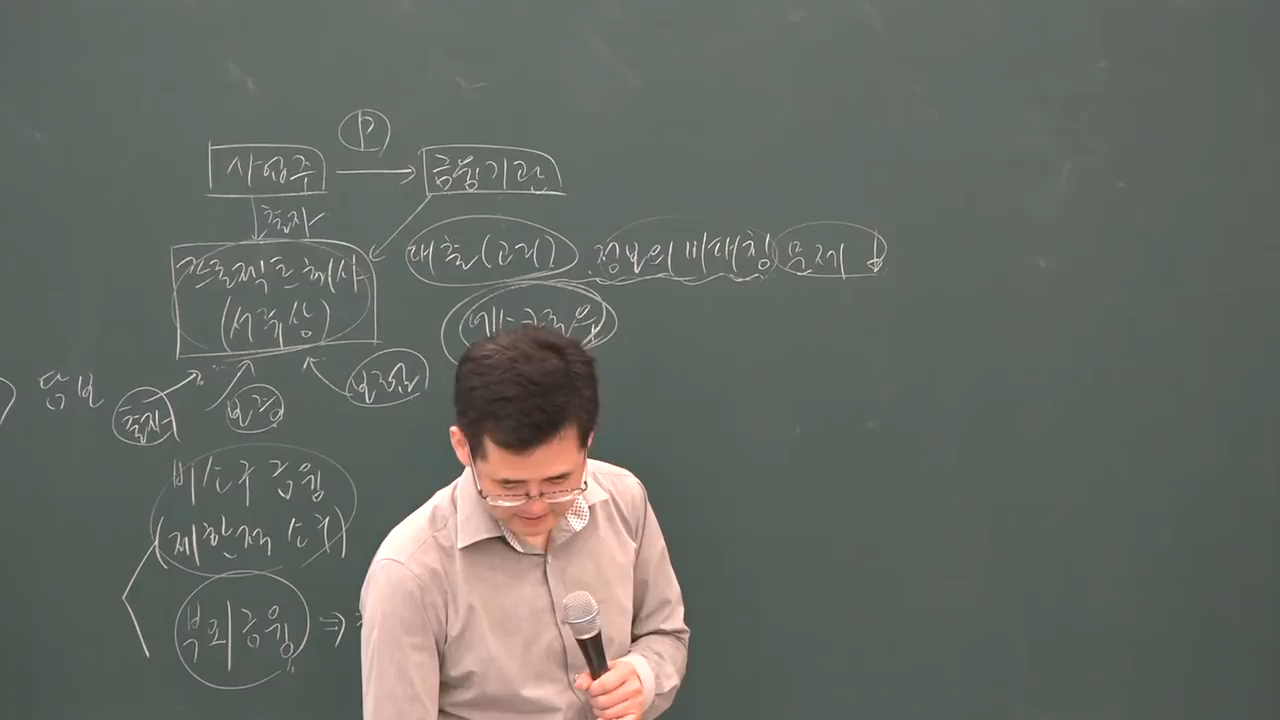 P
사업주 → 금융기관
출자
대출(고리) 정보의 비대칭 문제 ↓
프로젝트 회사
(서류상)
담보 출자 보증 보험
비소구 금융
(제한적 소구)
부외금융 ⇒